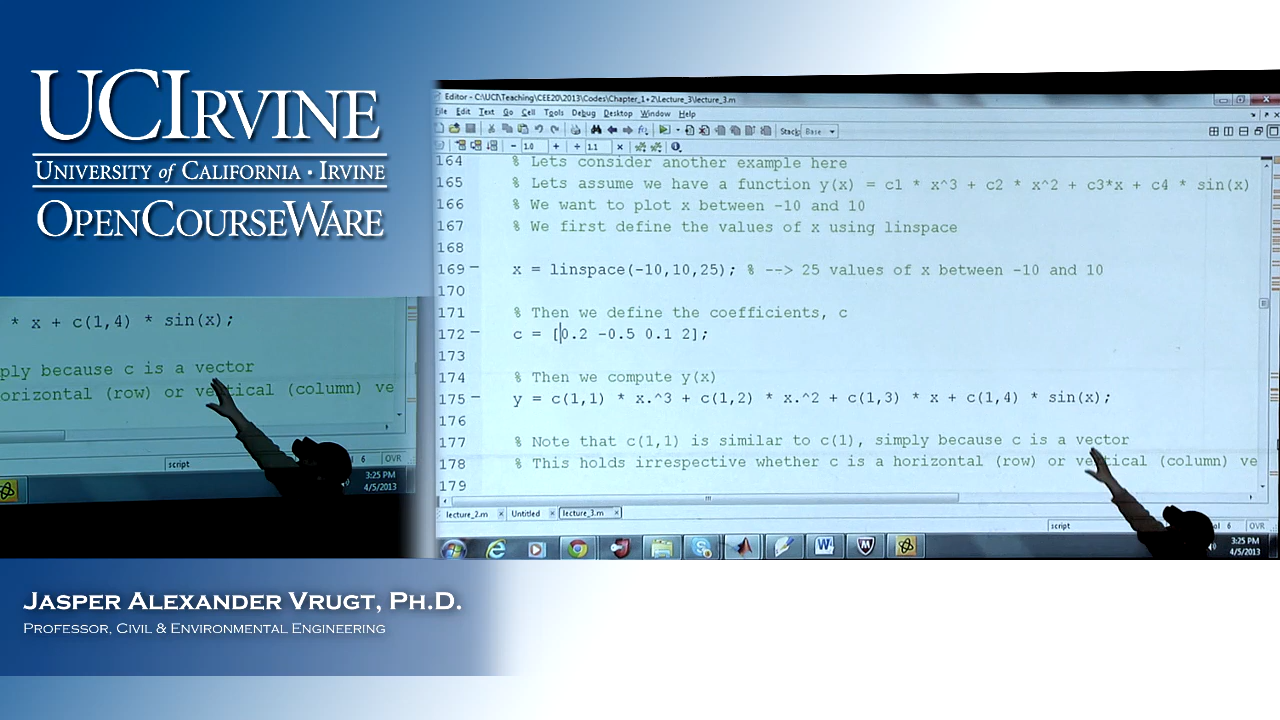 UCIRVINE
UNIVERSITY of CALIFORNIA · IRVINE
OPENCOURSEWARE
* x + c(1,4) * sin(x);
ply because c is a vector
orizontal (row) or vertical (column) ve
script
6
OVR
3:25 PM
4/5/2013
JASPER ALEXANDER VRUGT, PH.D.
PROFESSOR, CIVIL & ENVIRONMENTAL ENGINEERING
Editor - C:\UCI\Teaching\CEE20\2013\Codes\Chapter_1+2\Lecture_3\lecture_3.m
File Edit Text Go Cell Tools Debug Desktop Window Help
Stack: Base
− 1.0 + ÷ 1.1 ×
164 % Lets consider another example here
165 % Lets assume we have a function y(x) = c1 * x^3 + c2 * x^2 + c3*x + c4 * sin(x)
166 % We want to plot x between -10 and 10
167 % We first define the values of x using linspace
168
169 − x = linspace(-10,10,25); % --> 25 values of x between -10 and 10
170
171 % Then we define the coefficients, c
172 − c = [0.2 -0.5 0.1 2];
173
174 % Then we compute y(x)
175 − y = c(1,1) * x.^3 + c(1,2) * x.^2 + c(1,3) * x + c(1,4) * sin(x);
176
177 % Note that c(1,1) is similar to c(1), simply because c is a vector
178 % This holds irrespective whether c is a horizontal (row) or vertical (column) ve
179
lecture_2.m × Untitled × lecture_3.m ×
script
ol 6
OVR
3:25 PM
4/5/2013